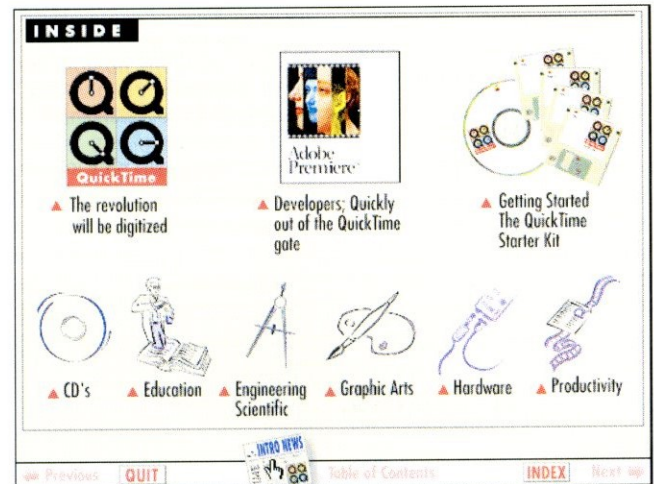 INSIDE
QuickTime
Adobe
Premiere
The revolution
will be digitized
Developers; Quickly
out of the QuickTime
gate
Getting Started
The QuickTime
Starter Kit
CD's
Education
Engineering
Scientific
Graphic Arts
Hardware
Productivity
INTRO NEWS
Previous
QUIT
Table of Contents
INDEX
Next